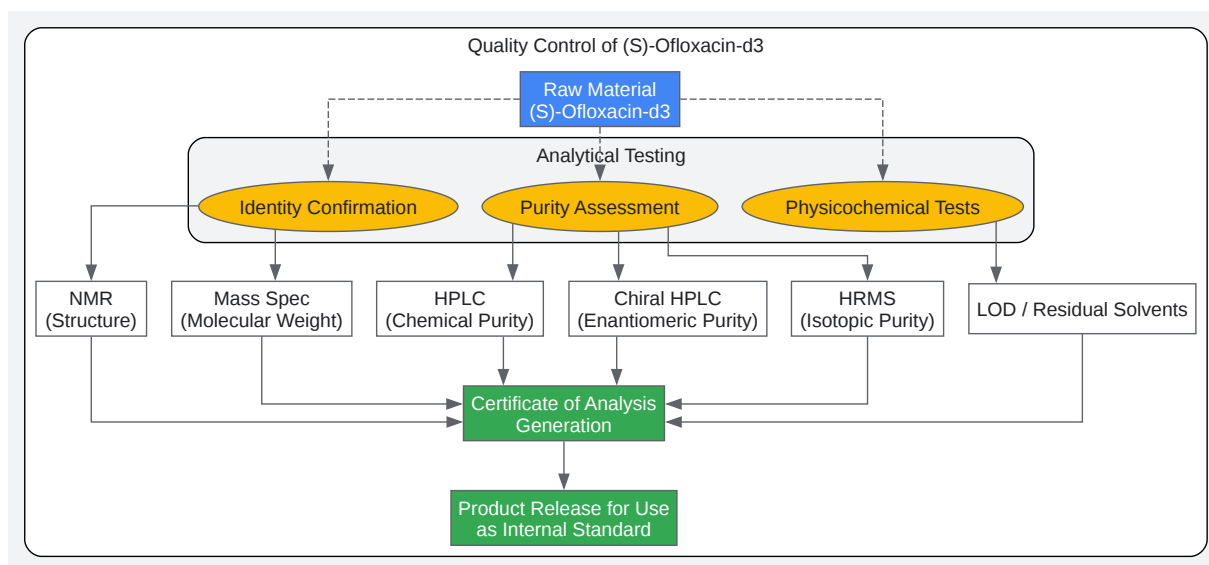 Quality Control of (S)-Ofloxacin-d3
Raw Material
(S)-Ofloxacin-d3
Analytical Testing
Identity Confirmation
Purity Assessment
Physicochemical Tests
NMR
(Structure)
Mass Spec
(Molecular Weight)
HPLC
(Chemical Purity)
Chiral HPLC
(Enantiomeric Purity)
HRMS
(Isotopic Purity)
LOD / Residual Solvents
Certificate of Analysis
Generation
Product Release for Use
as Internal Standard